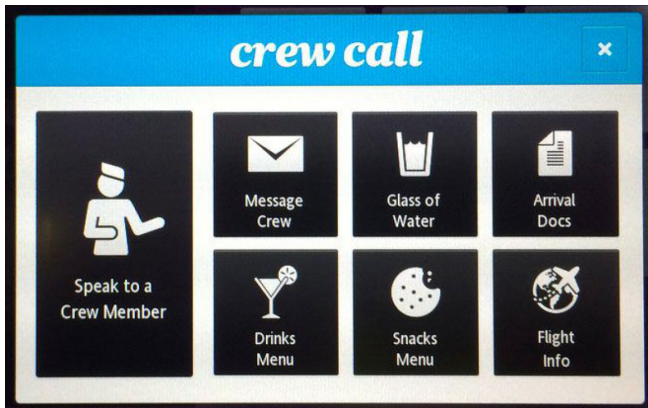 crew call
Speak to a
Crew Member
Message
Crew
Glass of
Water
Arrival
Docs
Drinks
Menu
Snacks
Menu
Flight
Info